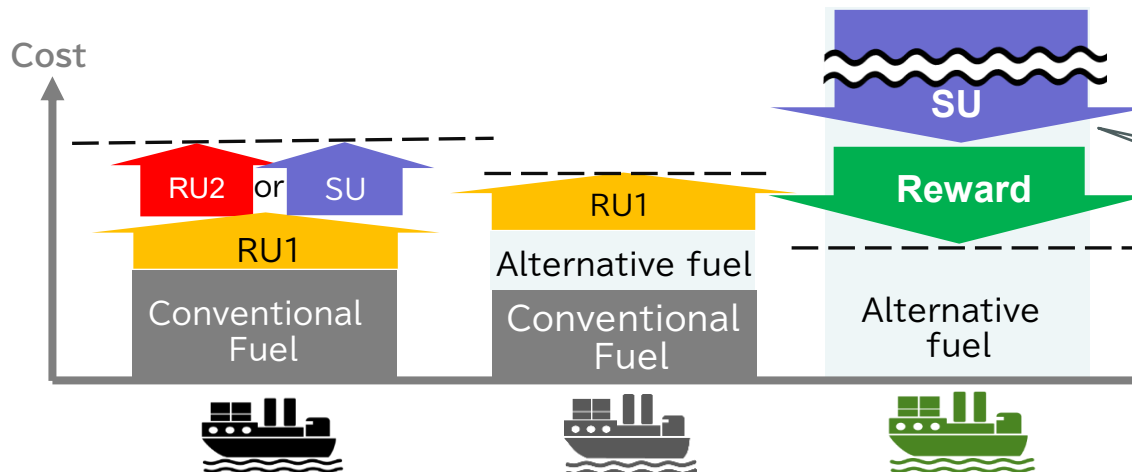 Cost
RU2 or SU
RU1
Conventional
Fuel
RU1
Alternative fuel
Conventional
Fuel
SU
Reward
Alternative
fuel